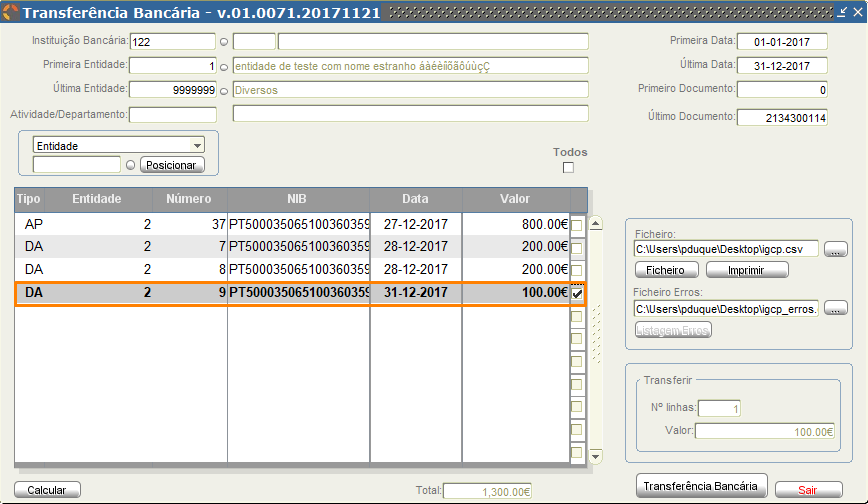 Transferência Bancária - v.01.0071.20171121
Instituição Bancária: 122
Primeira Data: 01-01-2017
Primeira Entidade: 1 entidade de teste com nome estranho áàéèíìõãôúùçÇ
Última Data: 31-12-2017
Última Entidade: 9999999 Diversos
Primeiro Documento: 0
Atividade/Departamento:
Último Documento: 2134300114
Entidade
Posicionar
Todos
Tipo Entidade Número NIB Data Valor
AP 2 37 PT500035065100360359 27-12-2017 800.00€
DA 2 7 PT500035065100360359 28-12-2017 200.00€
DA 2 8 PT500035065100360359 28-12-2017 200.00€
DA 2 9 PT500035065100360359 31-12-2017 100.00€
Ficheiro:
C:\Users\pduque\Desktop\igcp.csv ...
Ficheiro Imprimir
Ficheiro Erros:
C:\Users\pduque\Desktop\igcp_erros. ...
Listagem Erros
Transferir
Nº linhas: 1
Valor: 100.00€
Calcular
Total: 1,300.00€
Transferência Bancária
Sair